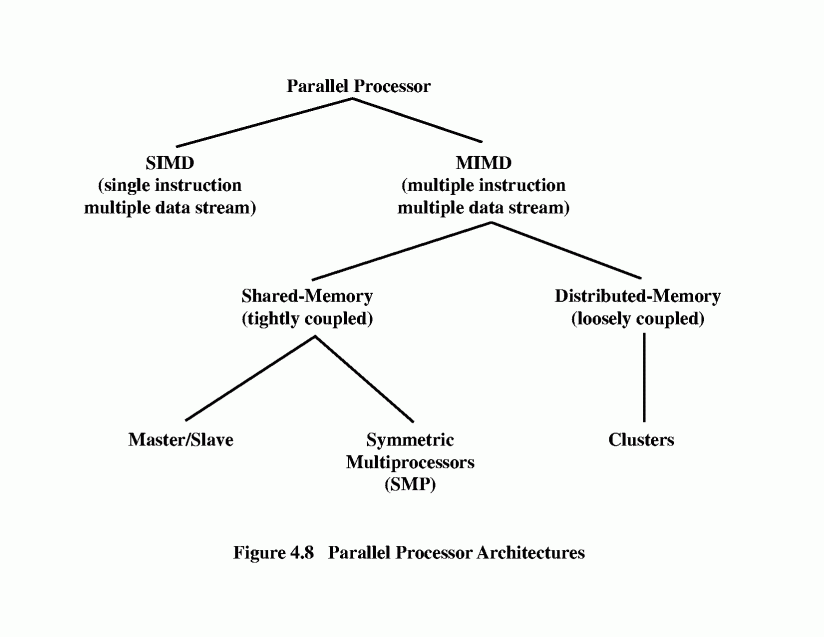 Parallel Processor
SIMD
(single instruction
multiple data stream)
MIMD
(multiple instruction
multiple data stream)
Shared-Memory
(tightly coupled)
Distributed-Memory
(loosely coupled)
Master/Slave
Symmetric
Multiprocessors
(SMP)
Clusters
Figure 4.8 Parallel Processor Architectures